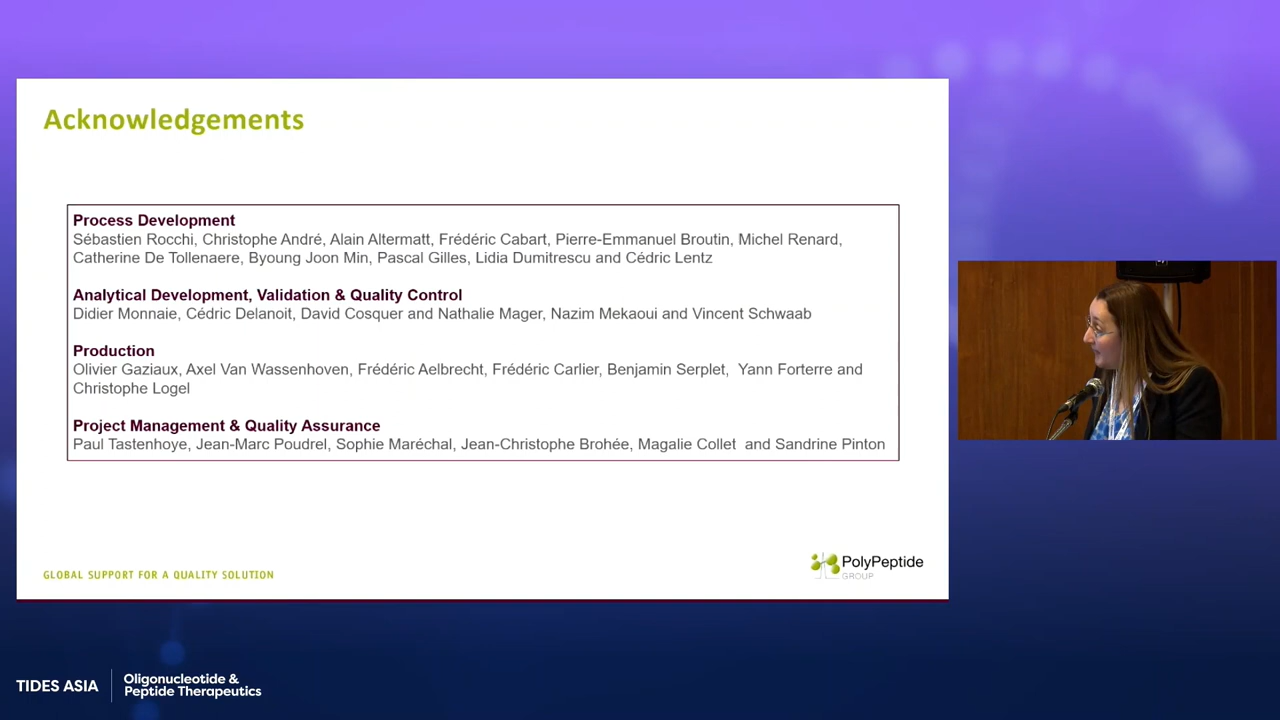 Acknowledgements
Process Development
Sébastien Rocchi, Christophe André, Alain Altermatt, Frédéric Cabart, Pierre-Emmanuel Broutin, Michel Renard,
Catherine De Tollenaere, Byoung Joon Min, Pascal Gilles, Lidia Dumitrescu and Cédric Lentz
Analytical Development, Validation & Quality Control
Didier Monnaie, Cédric Delanoit, David Cosquer and Nathalie Mager, Nazim Mekaoui and Vincent Schwaab
Production
Olivier Gaziaux, Axel Van Wassenhoven, Frédéric Aelbrecht, Frédéric Carlier, Benjamin Serplet, Yann Forterre and
Christophe Logel
Project Management & Quality Assurance
Paul Tastenhoye, Jean-Marc Poudrel, Sophie Maréchal, Jean-Christophe Brohée, Magalie Collet and Sandrine Pinton
GLOBAL SUPPORT FOR A QUALITY SOLUTION
PolyPeptide
GROUP
TIDES ASIA
Oligonucleotide &
Peptide Therapeutics